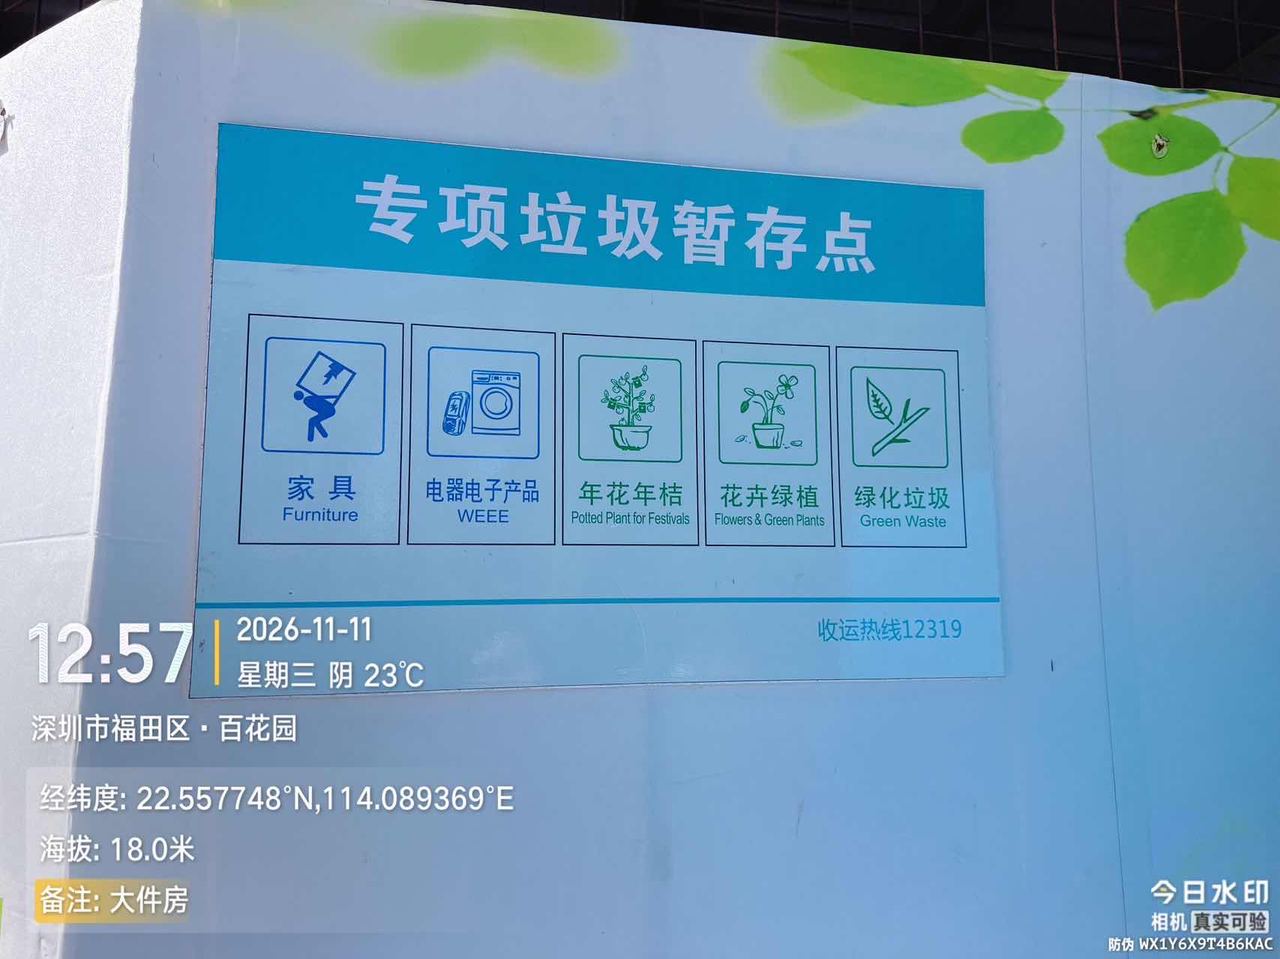 专项垃圾暂存点
家具
Furniture
电器电子产品
WEEE
年花年桔
Potted Plant for Festivals
花卉绿植
Flowers & Green Plants
绿化垃圾
Green Waste
收运热线12319
12:57
2026-11-11
星期三 阴 23℃
深圳市福田区·百花园
经纬度: 22.557748°N,114.089369°E
海拔: 18.0米
备注: 大件房
今日水印
相机 真实可验
防伪 WX1Y6X9T4B6KAC